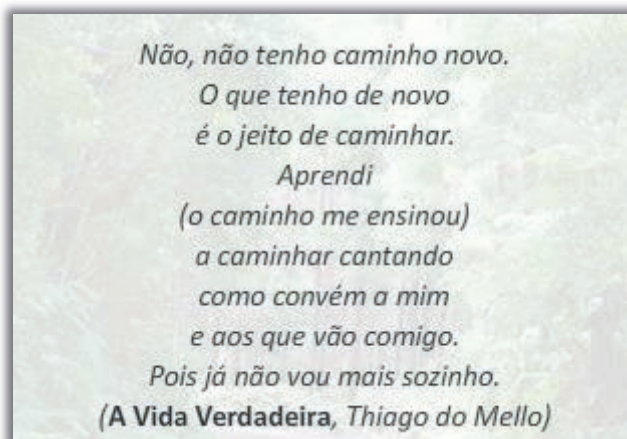 Não, não tenho caminho novo.
O que tenho de novo
é o jeito de caminhar.
Aprendi
(o caminho me ensinou)
a caminhar cantando
como convém a mim
e aos que vão comigo.
Pois já não vou mais sozinho.
(A Vida Verdadeira, Thiago do Mello)